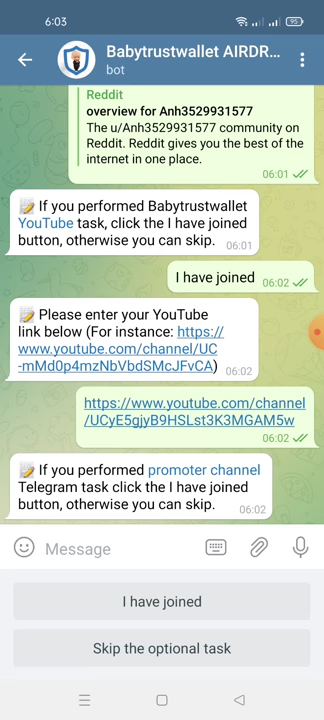 6:03
95
Babytrustwallet AIRDR...
bot
Reddit
overview for Anh3529931577
The u/Anh3529931577 community on
Reddit. Reddit gives you the best of the
internet in one place.
06:01
📝 If you performed Babytrustwallet
YouTube task, click the I have joined
button, otherwise you can skip.
06:01
I have joined
06:02
📝 Please enter your YouTube
link below (For instance: https://
www.youtube.com/channel/UC
-mMd0p4mzNbVbdSMcJFvCA)
06:02
https://www.youtube.com/channel
/UCyE5gjyB9HSLst3K3MGAM5w
06:02
📝 If you performed promoter channel
Telegram task click the I have joined
button, otherwise you can skip.
06:02
Message
I have joined
Skip the optional task